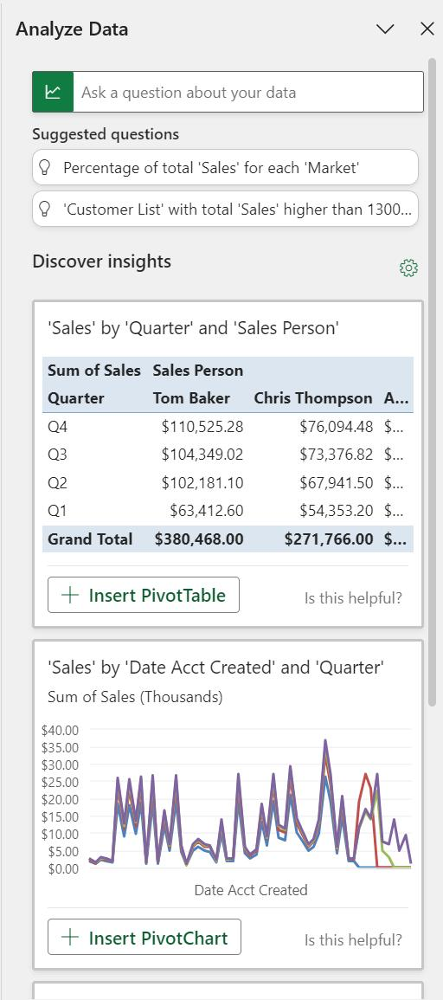 Analyze Data
Ask a question about your data
Suggested questions
Percentage of total 'Sales' for each 'Market'
'Customer List' with total 'Sales' higher than 1300...
Discover insights
'Sales' by 'Quarter' and 'Sales Person'
Sum of Sales Sales Person
Quarter Tom Baker Chris Thompson A...
Q4 $110,525.28 $76,094.48 $...
Q3 $104,349.02 $73,376.82 $...
Q2 $102,181.10 $67,941.50 $...
Q1 $63,412.60 $54,353.20 $...
Grand Total $380,468.00 $271,766.00 $...
Insert PivotTable Is this helpful?
'Sales' by 'Date Acct Created' and 'Quarter'
Sum of Sales (Thousands)
$40.00
$35.00
$30.00
$25.00
$20.00
$15.00
$10.00
$5.00
$0.00
Date Acct Created
Insert PivotChart Is this helpful?